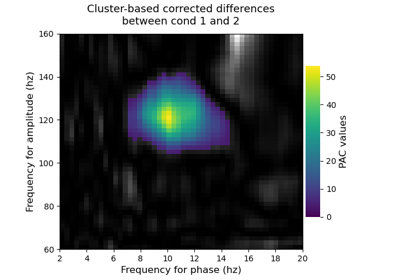 Cluster-based corrected differences
between cond 1 and 2
160
140
120
100
80
60
Frequency for amplitude (hz)
2 4 6 8 10 12 14 16 18 20
Frequency for phase (hz)
50
40
30
20
10
0
PAC values